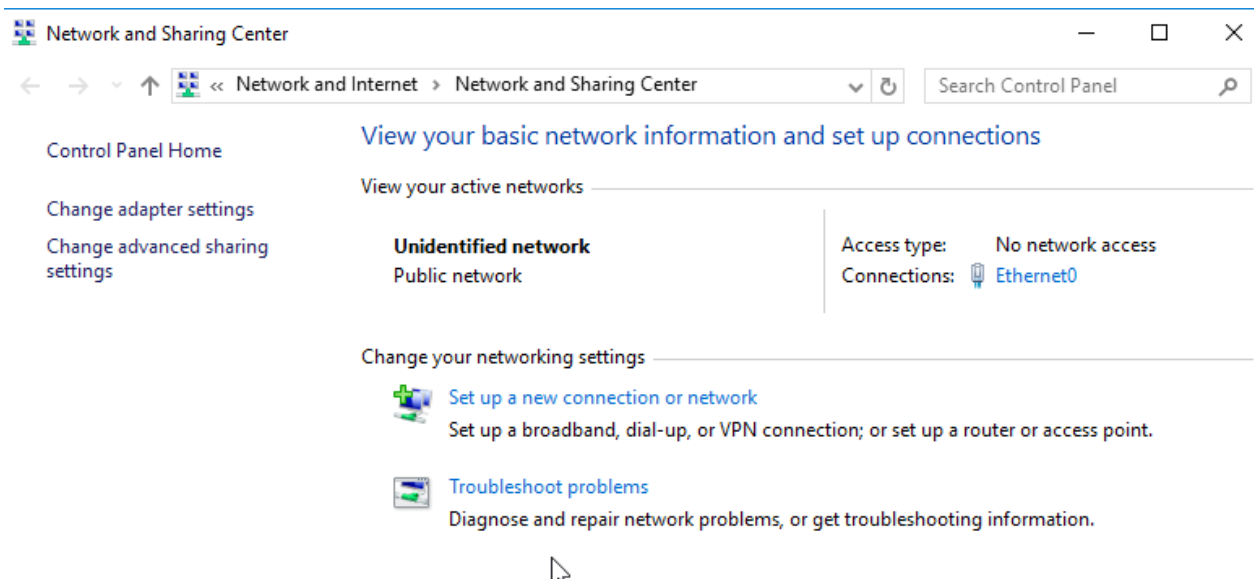 Network and Sharing Center
« Network and Internet › Network and Sharing Center
Search Control Panel
Control Panel Home
Change adapter settings
Change advanced sharing
settings
View your basic network information and set up connections
View your active networks
Unidentified network
Public network
Access type: No network access
Connections: Ethernet0
Change your networking settings
Set up a new connection or network
Set up a broadband, dial-up, or VPN connection; or set up a router or access point.
Troubleshoot problems
Diagnose and repair network problems, or get troubleshooting information.